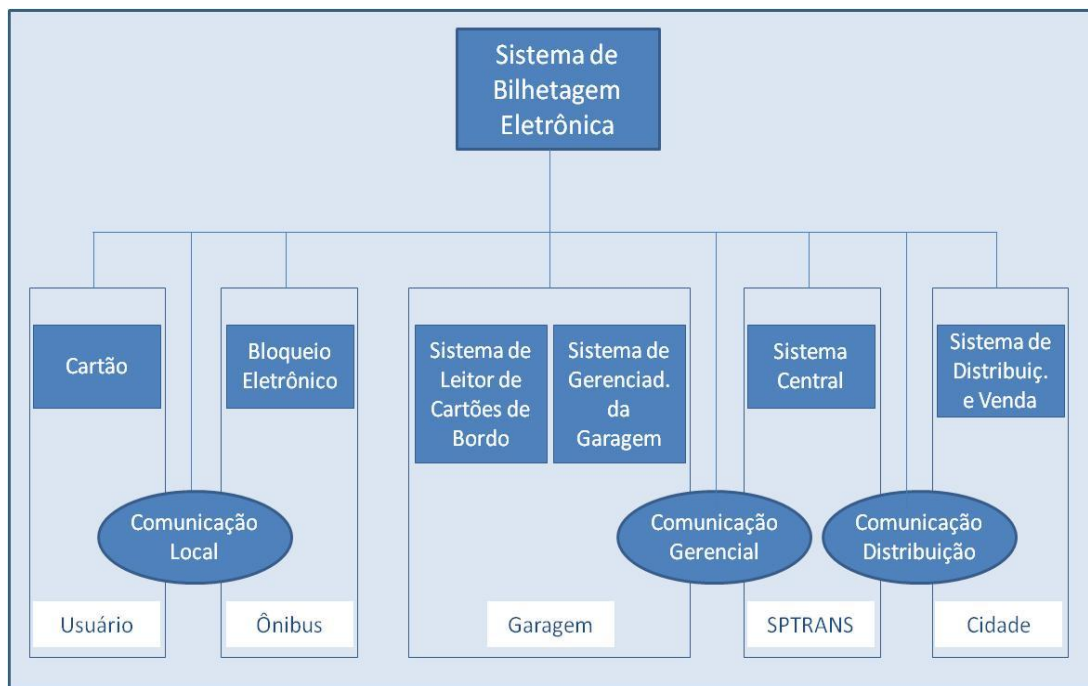 Sistema de
Bilhetagem
Eletrônica
Cartão
Bloqueio
Eletrônico
Sistema de
Leitor de
Cartões de
Bordo
Sistema de
Gerenciad.
da
Garagem
Sistema
Central
Sistema de
Distribuiç.
e Venda
Comunicação
Local
Comunicação
Gerencial
Comunicação
Distribuição
Usuário
Ônibus
Garagem
SPTRANS
Cidade